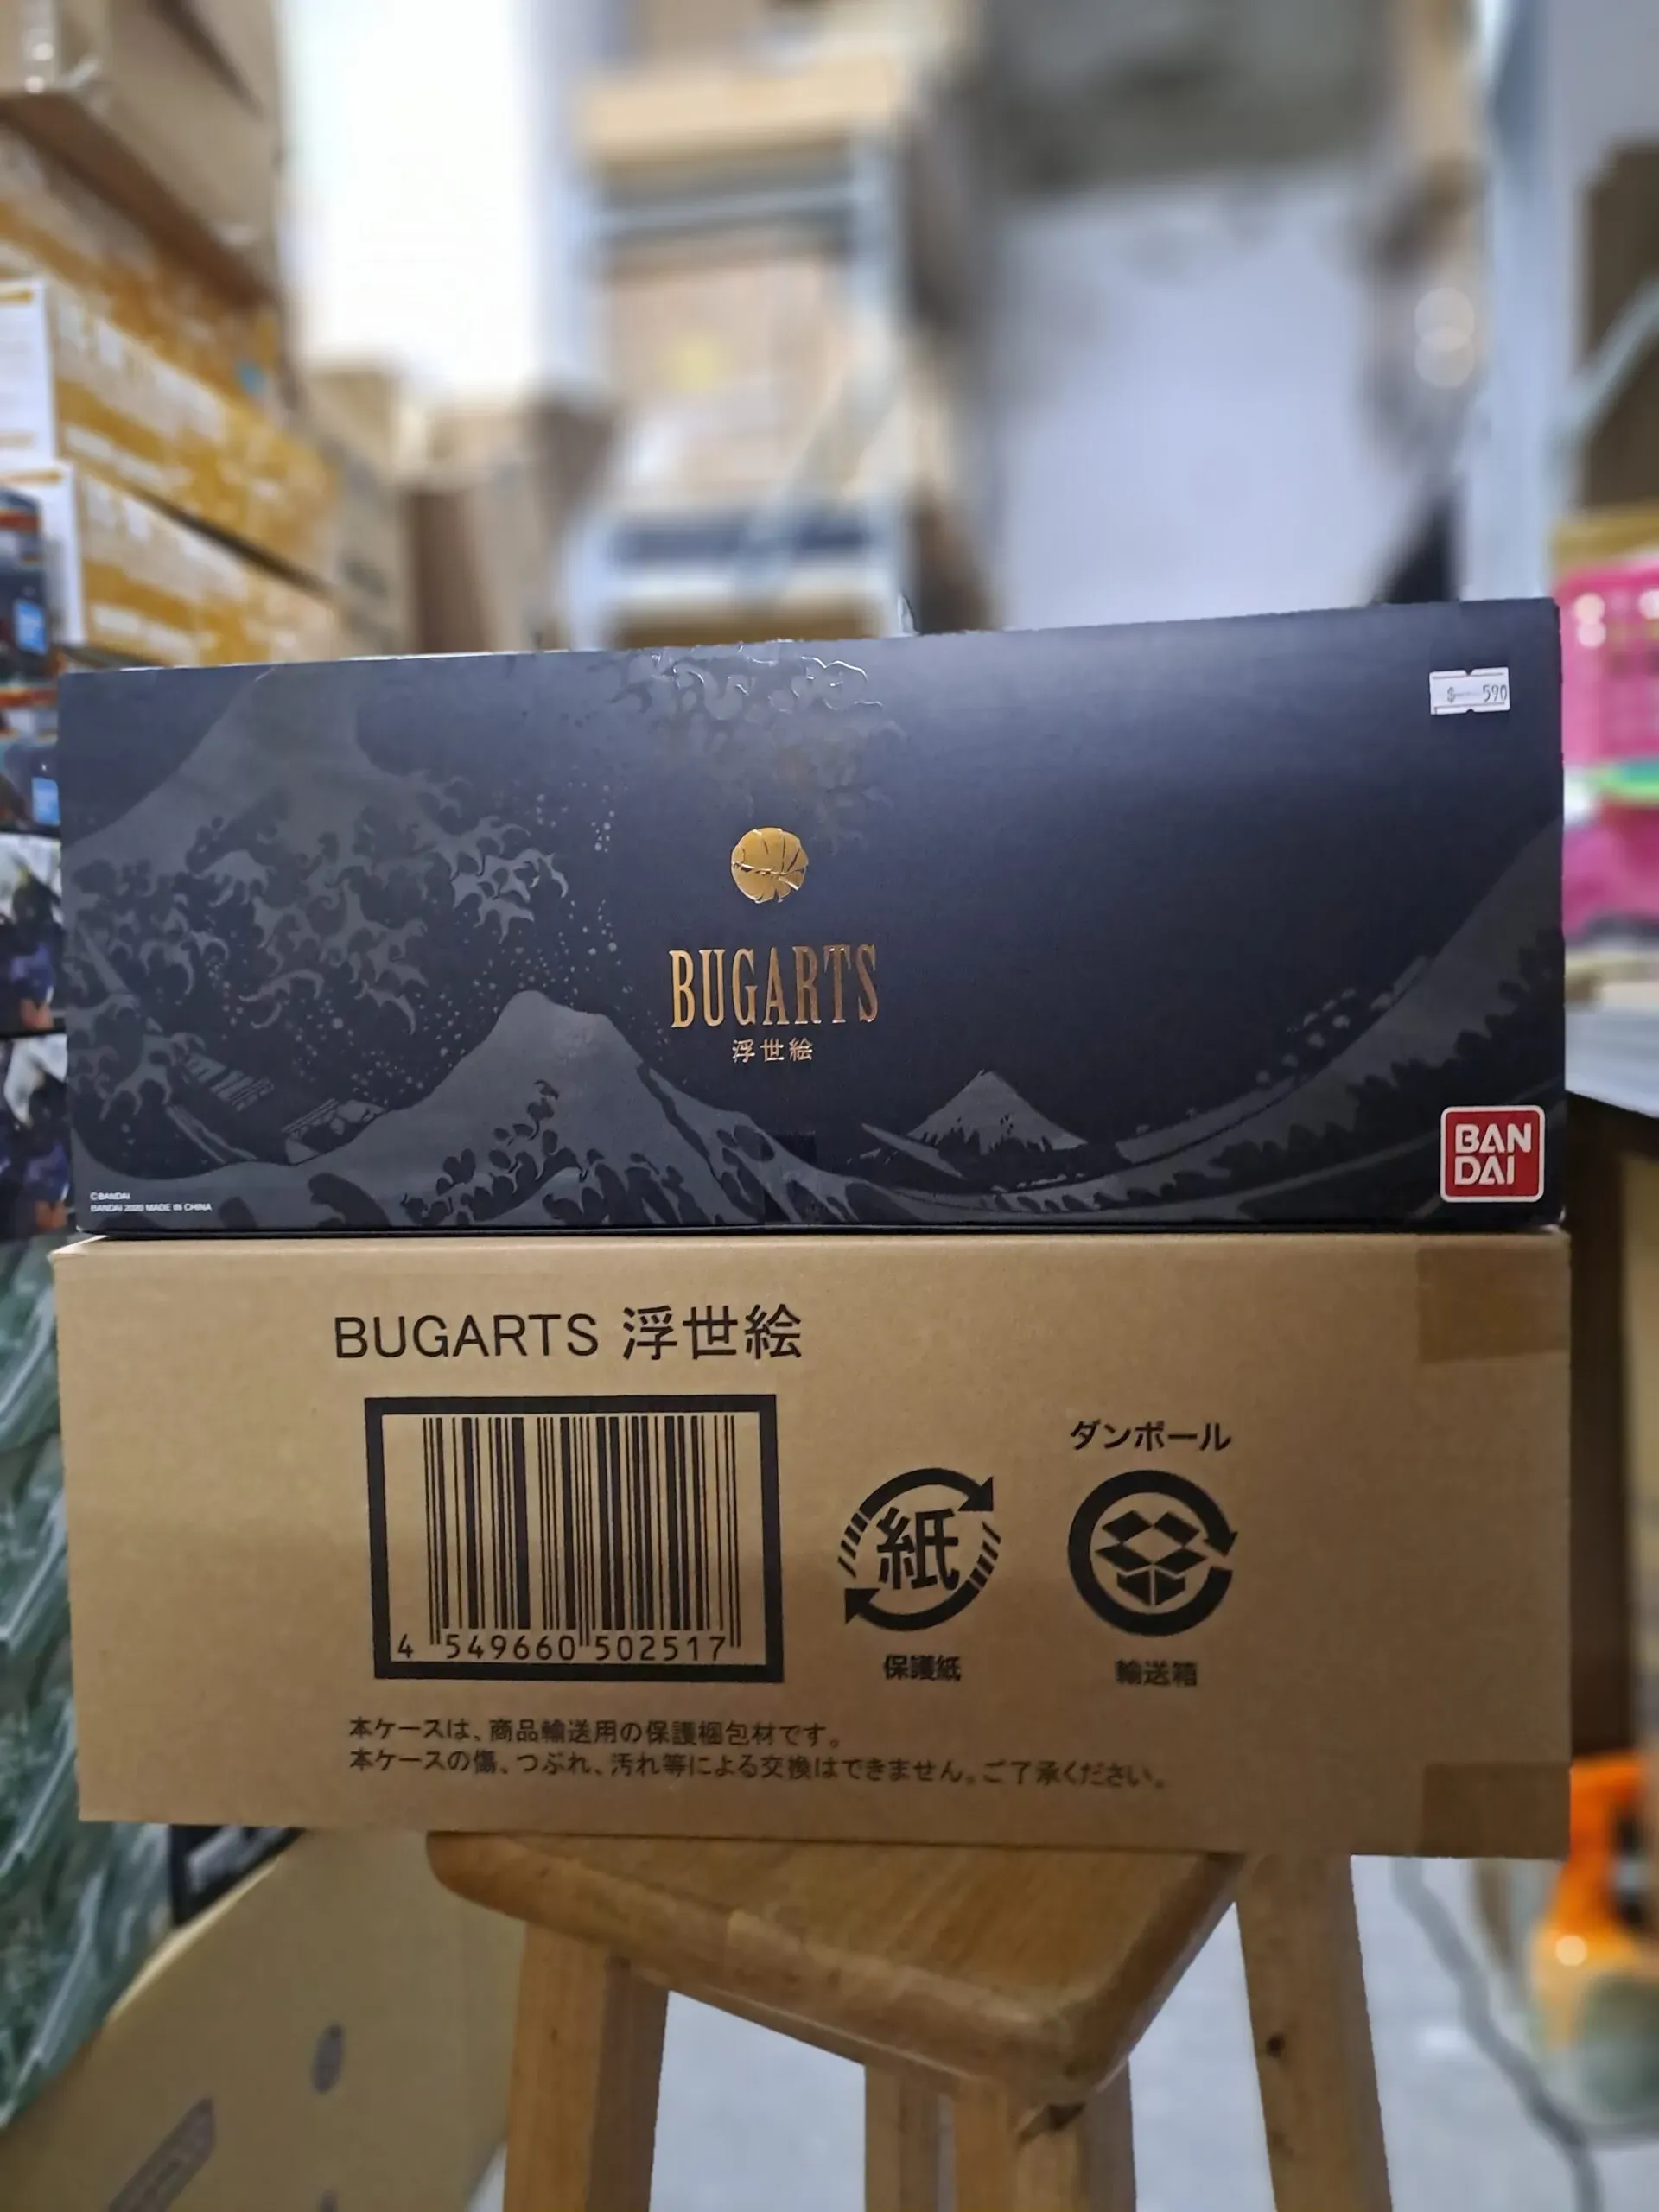 $ 590
BUGARTS
浮世絵
BAN
DAI
©BANDAI
BANDAI 2020 MADE IN CHINA
BUGARTS 浮世絵
ダンボール
紙
4 549660 502517
保護紙
輸送箱
本ケースは、商品輸送用の保護梱包材です。
本ケースの傷、つぶれ、汚れ等による交換はできません。ご了承ください。